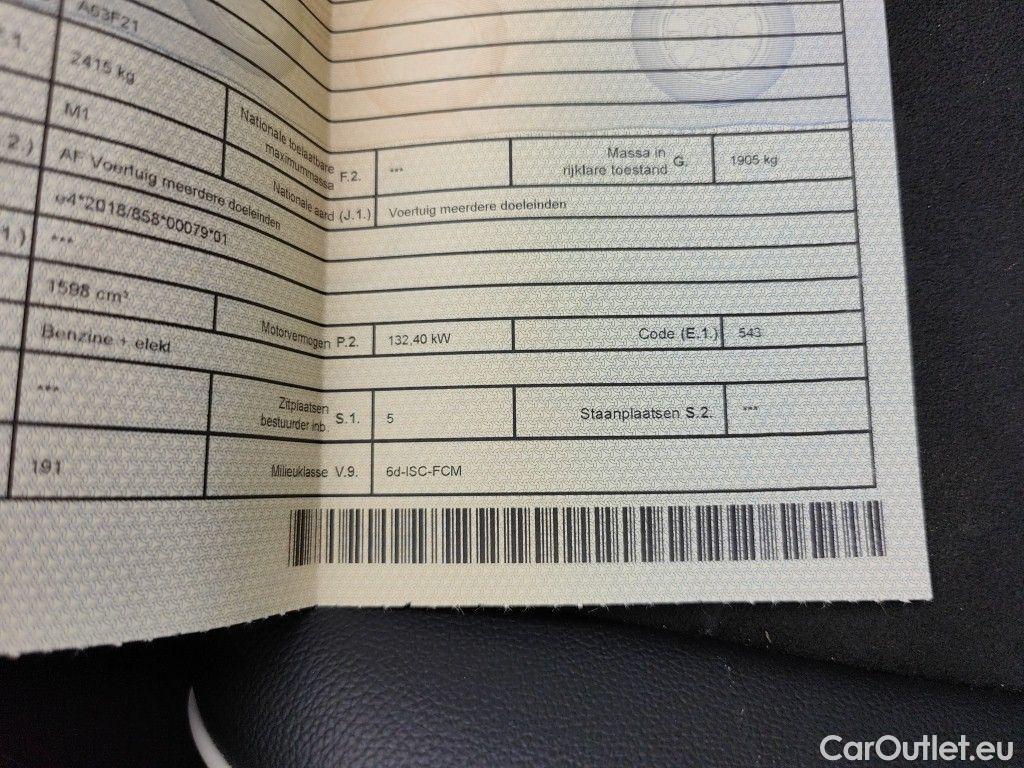 A63F21
2415 kg
M1
Nationale toelaatbare
maximummassa
F.2.
***
Massa in
rijklare toestand
G.
1905 kg
2.)
AF Voertuig meerdere doeleinden
Nationale aard (J.1.)
Voertuig meerdere doeleinden
e4*2018/858*00079*01
1.)
***
1598 cm³
Motorvermogen P.2.
132,40 kW
Code (E.1.)
543
Benzine + elekt
***
Zitplaatsen
bestuurder inb.
S.1.
5
Staanplaatsen S.2.
***
191
Milieuklasse V.9.
6d-ISC-FCM
CarOutlet.eu